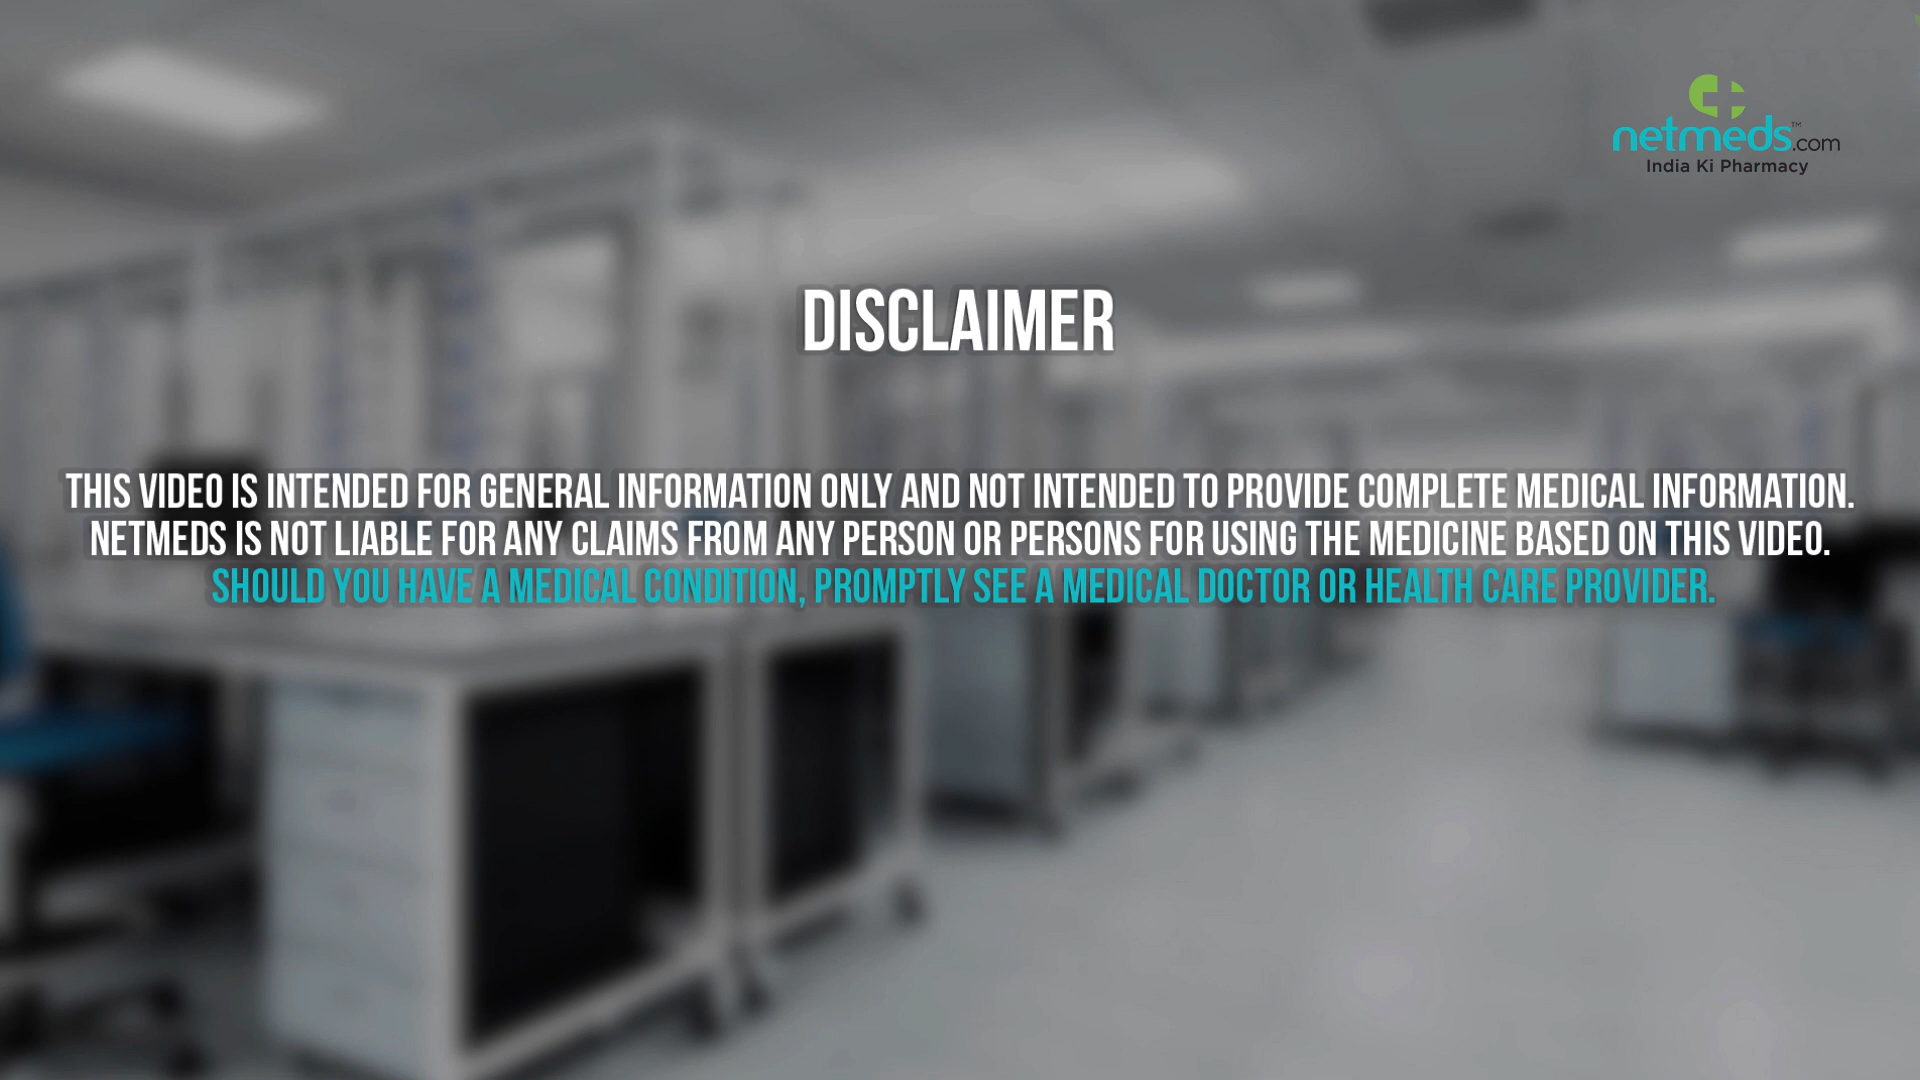 netmeds™.com
India Ki Pharmacy
DISCLAIMER
THIS VIDEO IS INTENDED FOR GENERAL INFORMATION ONLY AND NOT INTENDED TO PROVIDE COMPLETE MEDICAL INFORMATION.
NETMEDS IS NOT LIABLE FOR ANY CLAIMS FROM ANY PERSON OR PERSONS FOR USING THE MEDICINE BASED ON THIS VIDEO.
SHOULD YOU HAVE A MEDICAL CONDITION, PROMPTLY SEE A MEDICAL DOCTOR OR HEALTH CARE PROVIDER.